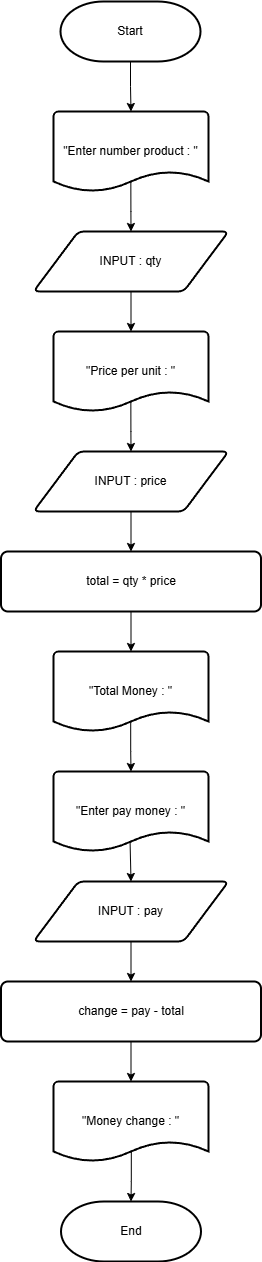 Start
"Enter number product : "
INPUT : qty
"Price per unit : "
INPUT : price
total = qty * price
"Total Money : "
"Enter pay money : "
INPUT : pay
change = pay - total
"Money change : "
End